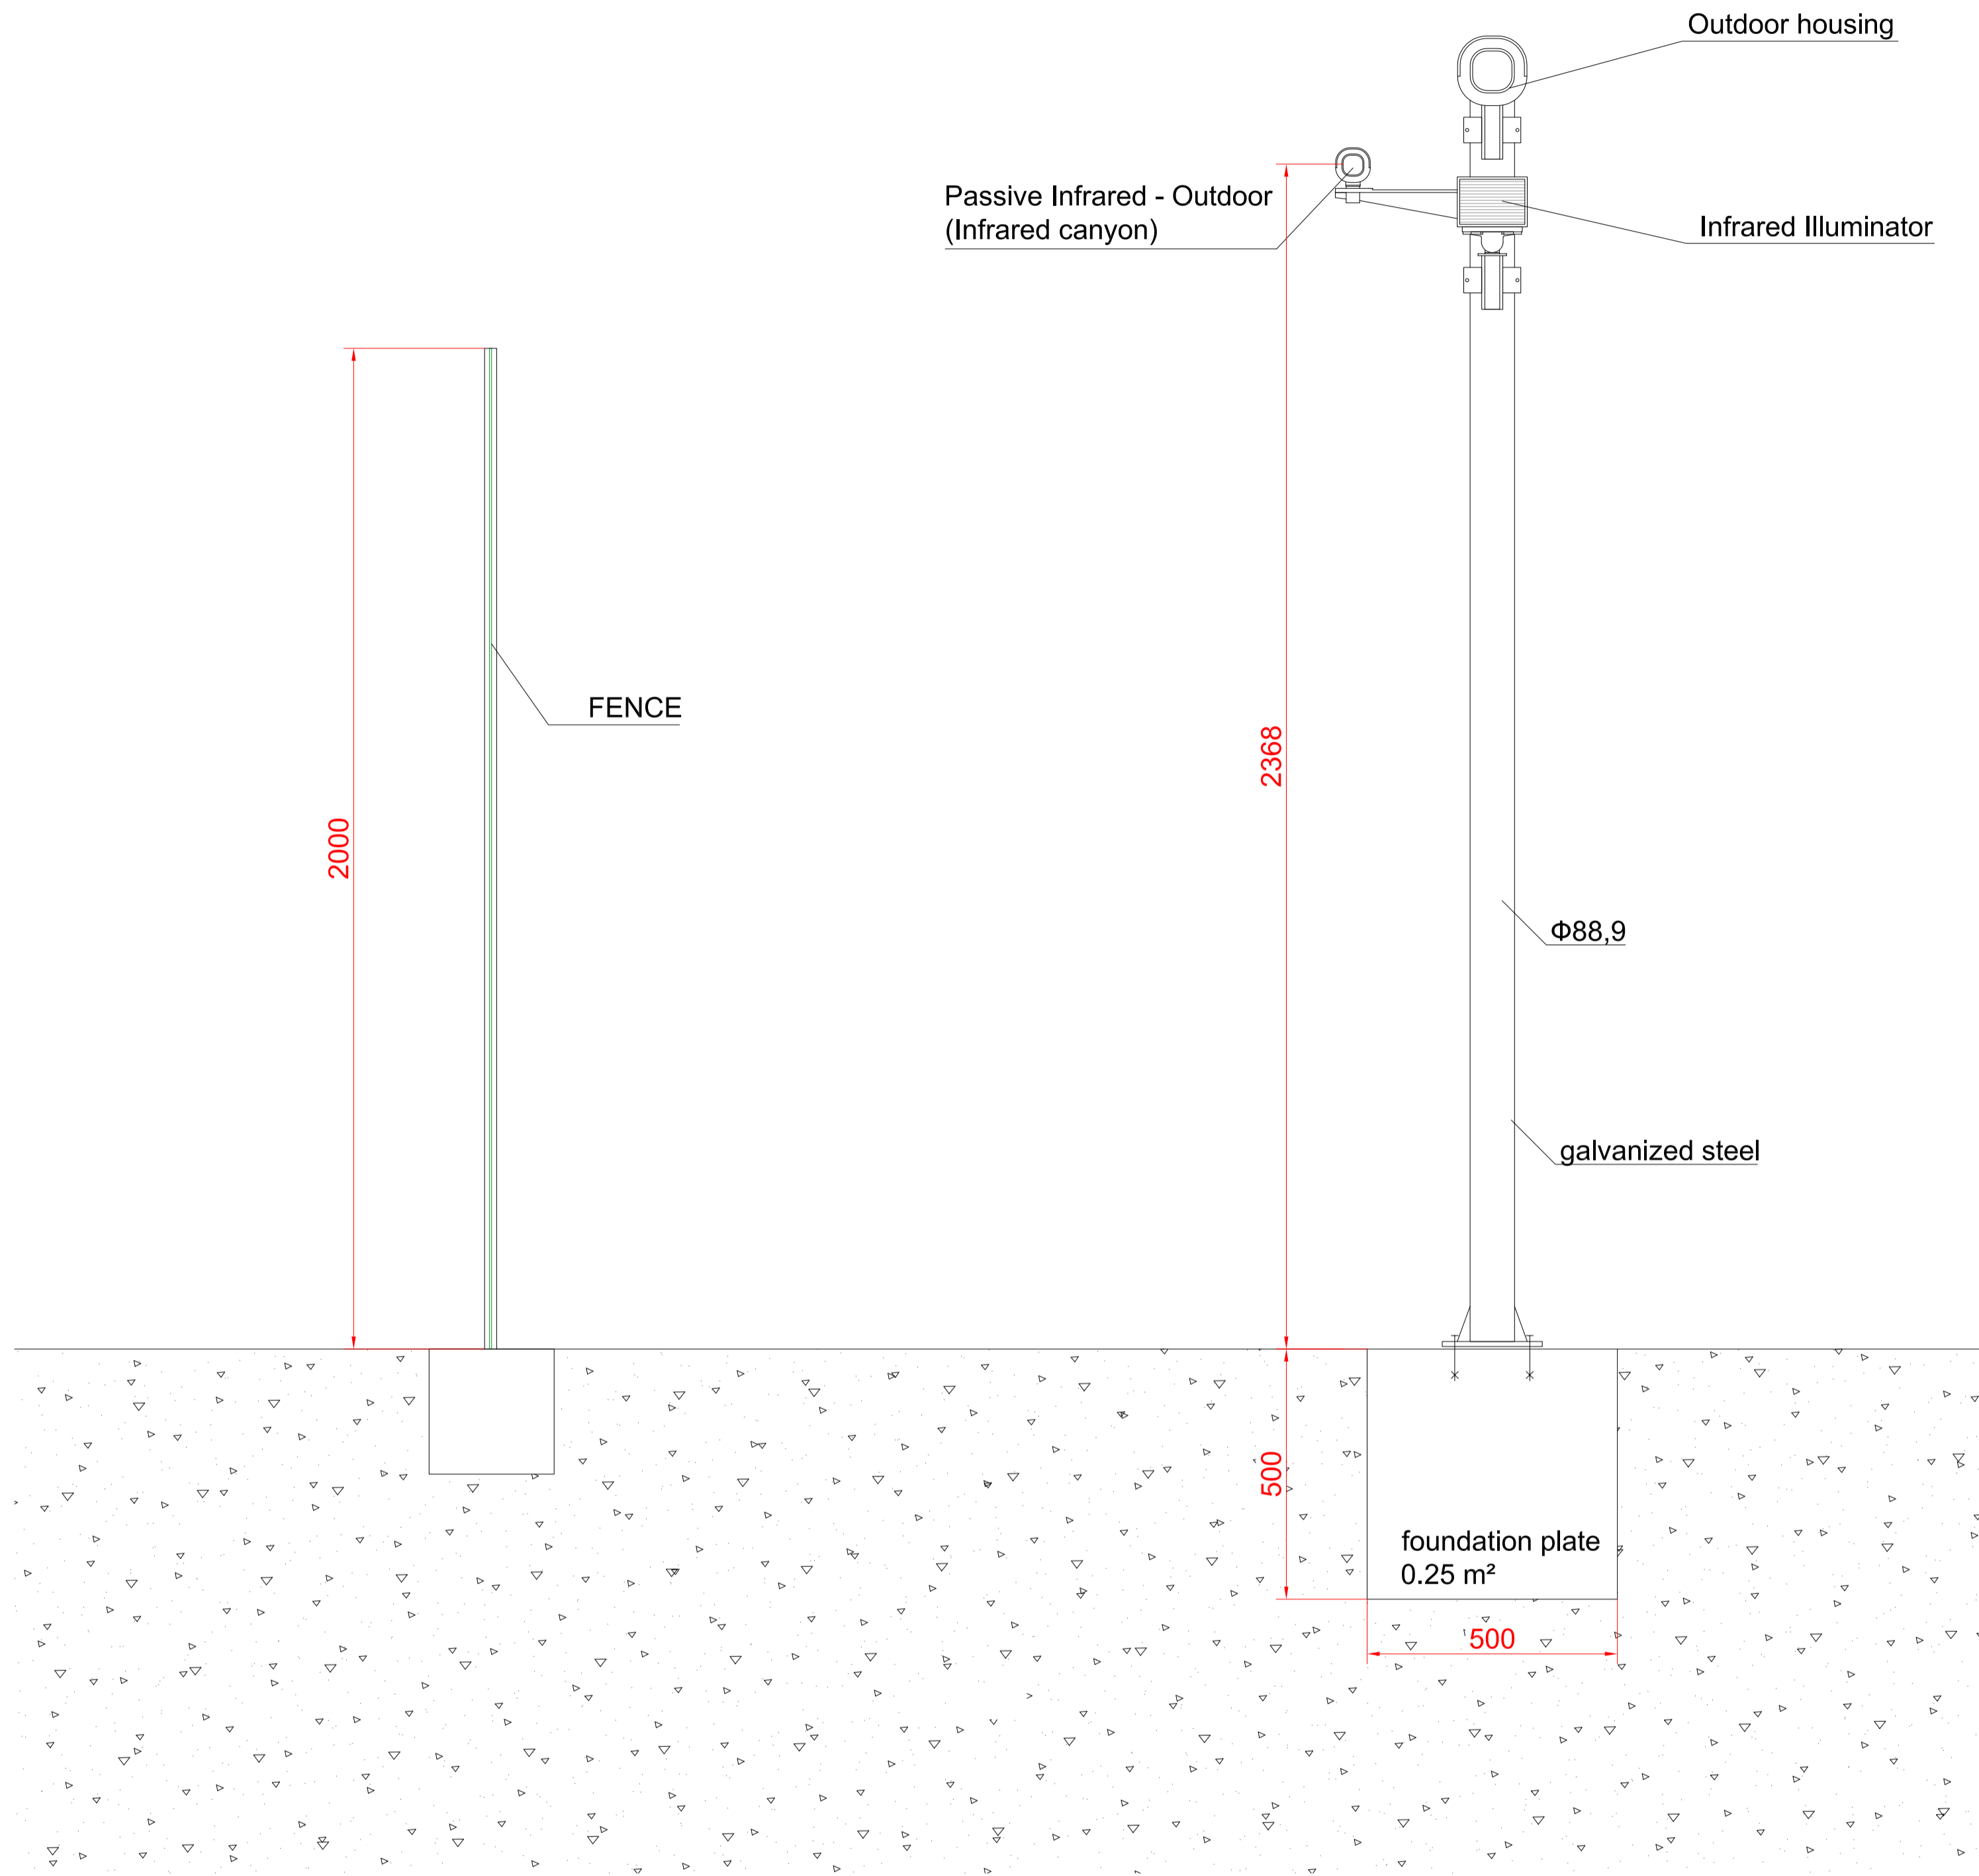 Outdoor housing
Passive Infrared - Outdoor
(Infrared canyon)
Infrared Illuminator
FENCE
2368
2000
Φ88,9
galvanized steel
500
foundation plate
0.25 m²
500